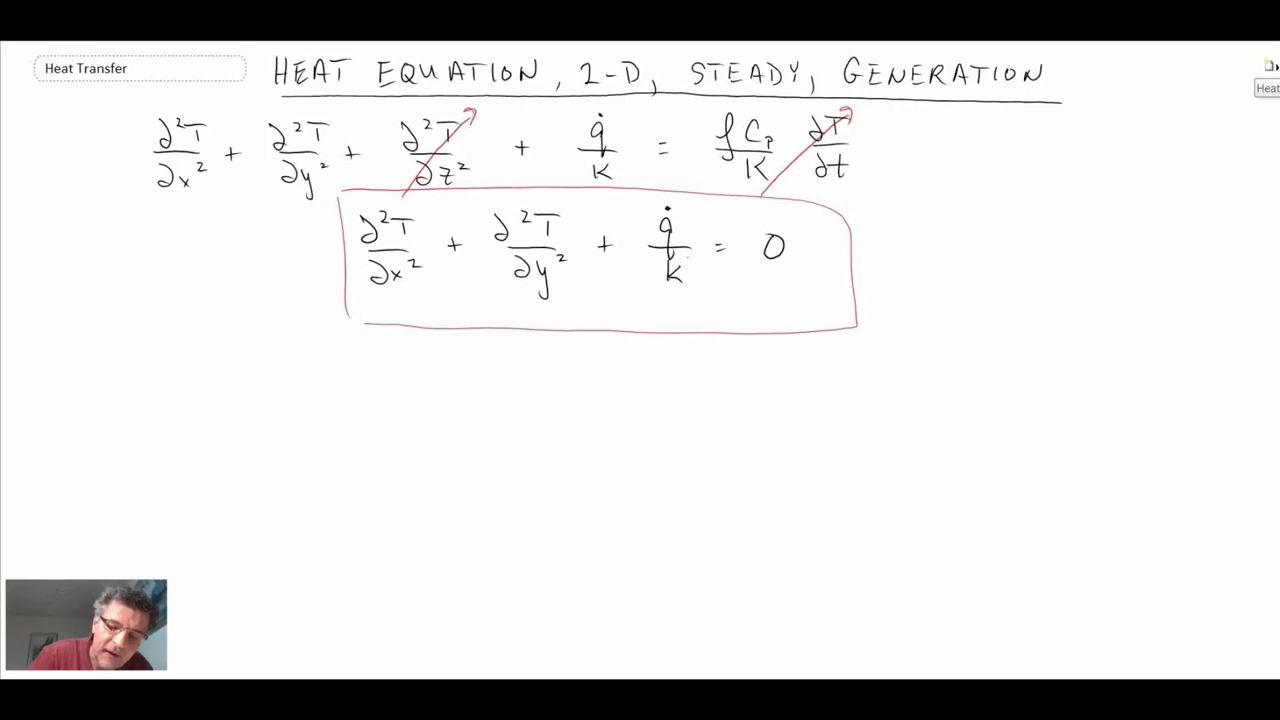 Heat Transfer
HEAT EQUATION, 2-D, STEADY, GENERATION
∂²T/∂x² + ∂²T/∂y² + ∂²T/∂z² + q̇/K = ρCₚ/K ∂T/∂t
∂²T/∂x² + ∂²T/∂y² + q̇/k = 0
Heat